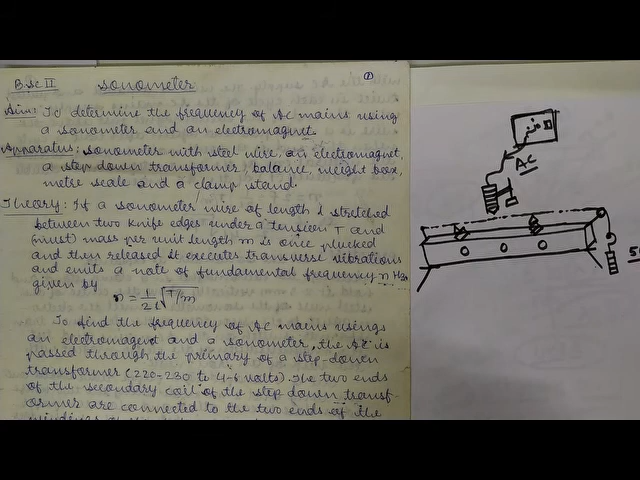 B.Sc II sonometer ①
Aim: To determine the frequency of AC mains using
a sonometer and an electromagnet.
Apparatus: sonometer with steel wire, an electromagnet,
a step down transformer, balance, weight box,
metre scale and a clamp stand.
Theory: If a sonometer wire of length l stretched
between two knife edges under a tension T and
(must) mass per unit length m is once plucked
and then released it executes transverse vibrations
and emits a note of fundamental frequency n Hz
given by
n = 1/2l √T/m
To find the frequency of AC mains usings
an electromagent and a sonometer, the AC is
passed through the primary of a step-down
transformer (220-230 to 4-6 volts). The two ends
of the secondary coil of the step down transf-
ormer are connected to the two ends of the
AC